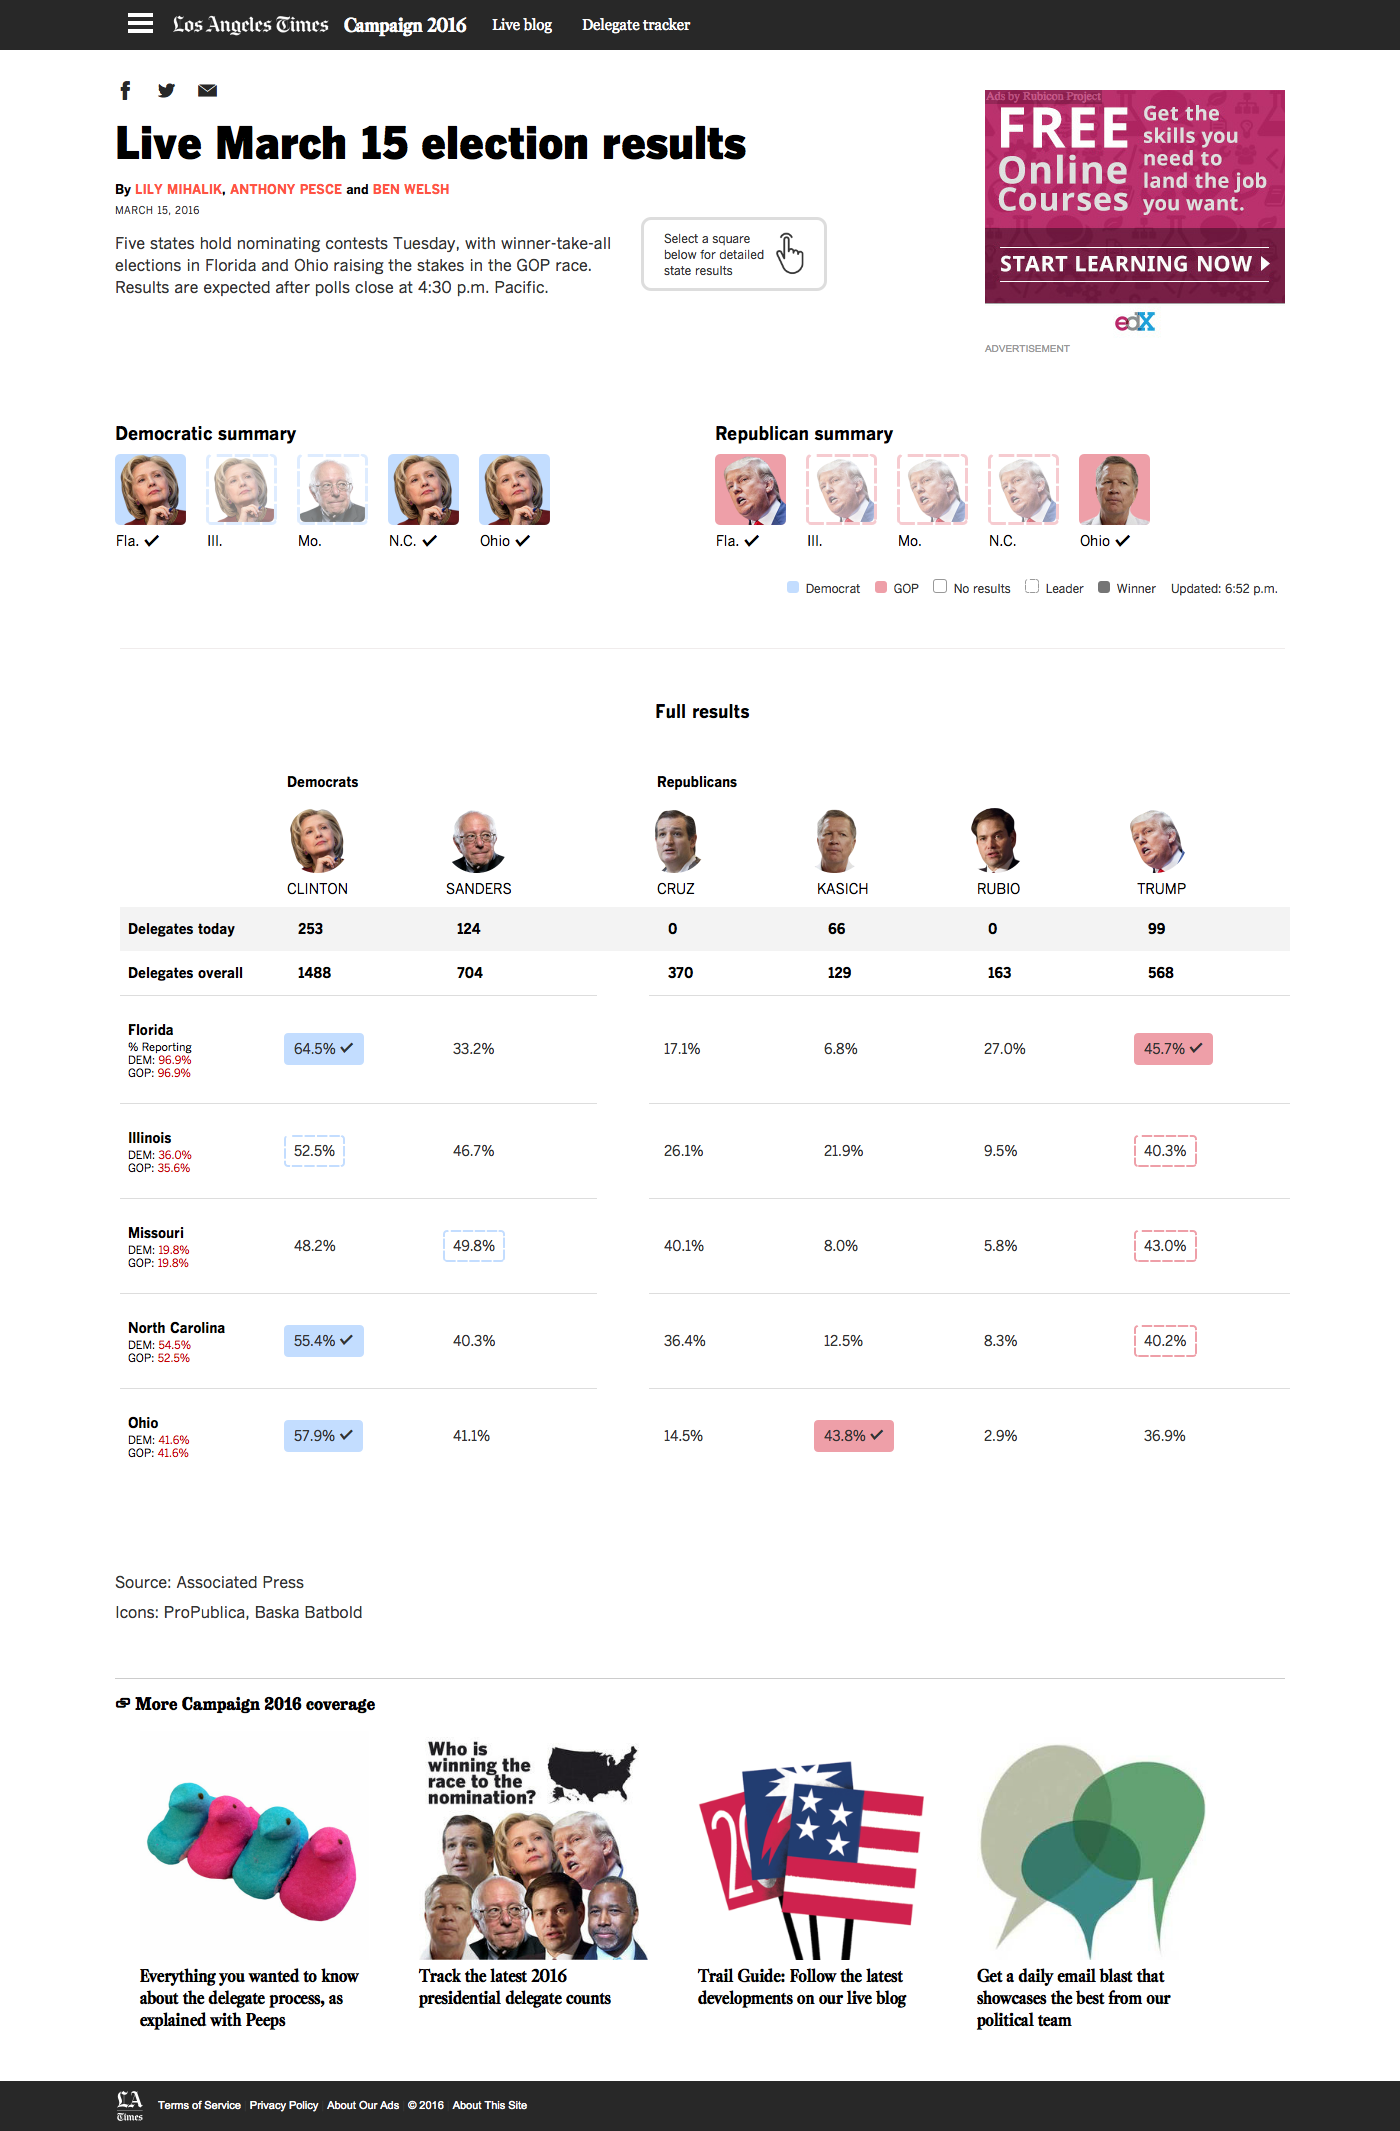 Los Angeles Times Campaign 2016 Live blog Delegate tracker
Live March 15 election results
By LILY MIHALIK, ANTHONY PESCE and BEN WELSH
MARCH 15, 2016
Five states hold nominating contests Tuesday, with winner-take-all
elections in Florida and Ohio raising the stakes in the GOP race.
Results are expected after polls close at 4:30 p.m. Pacific.
Select a square
below for detailed
state results
Ads by Rubicon Project
FREE
Online
Courses
Get the
skills you
need to
land the job
you want.
START LEARNING NOW
edX
ADVERTISEMENT
Democratic summary
Fla. Ill. Mo. N.C. Ohio
Republican summary
Fla. Ill. Mo. N.C. Ohio
Democrat GOP No results Leader Winner Updated: 6:52 p.m.
Full results
Democrats Republicans
CLINTON SANDERS CRUZ KASICH RUBIO TRUMP
Delegates today 253 124 0 66 0 99
Delegates overall 1488 704 370 129 163 568
Florida
% Reporting
DEM: 96.9%
GOP: 96.9%
64.5% 33.2% 17.1% 6.8% 27.0% 45.7%
Illinois
DEM: 36.0%
GOP: 35.6%
52.5% 46.7% 26.1% 21.9% 9.5% 40.3%
Missouri
DEM: 19.8%
GOP: 19.8%
48.2% 49.8% 40.1% 8.0% 5.8% 43.0%
North Carolina
DEM: 54.5%
GOP: 52.5%
55.4% 40.3% 36.4% 12.5% 8.3% 40.2%
Ohio
DEM: 41.6%
GOP: 41.6%
57.9% 41.1% 14.5% 43.8% 2.9% 36.9%
Source: Associated Press
Icons: ProPublica, Baska Batbold
More Campaign 2016 coverage
Everything you wanted to know
about the delegate process, as
explained with Peeps
Who is
winning the
race to the
nomination?
Track the latest 2016
presidential delegate counts
20
Trail Guide: Follow the latest
developments on our live blog
Get a daily email blast that
showcases the best from our
political team
LA
Times
Terms of Service Privacy Policy About Our Ads © 2016 About This Site